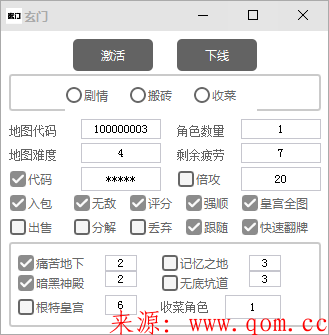 玄门 玄门
激活 下线
剧情 搬砖 收菜
地图代码 100000003 角色数量 1
地图难度 4 剩余疲劳 7
代码 ***** 倍攻 20
入包 无敌 评分 强顺 皇宫全图
出售 分解 丢弃 跟随 快速翻牌
痛苦地下 2 记忆之地 3
暗黑神殿 2 无底坑道 3
根特皇宫 6 收菜角色 1
来源: www.qom.cc